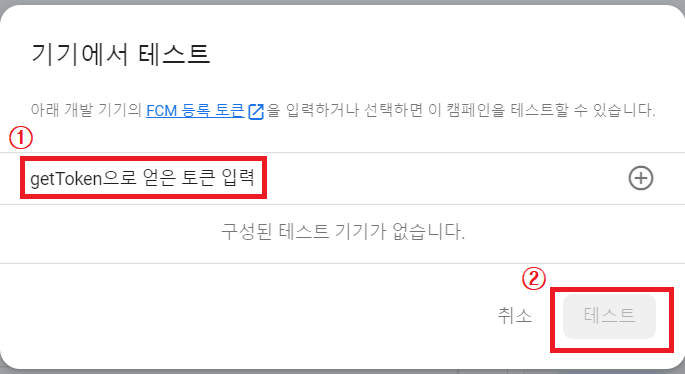 기기에서 테스트
아래 개발 기기의 FCM 등록 토큰을 입력하거나 선택하면 이 캠페인을 테스트할 수 있습니다.
①
getToken으로 얻은 토큰 입력
구성된 테스트 기기가 없습니다.
②
취소 테스트